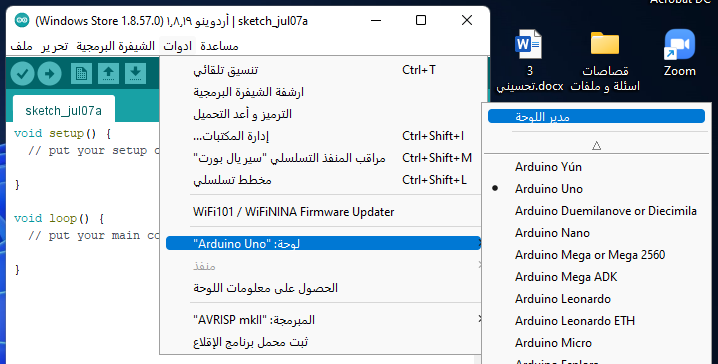 Acrobat DC
sketch_jul07a | أردوينو ١,٨,١٩ (Windows Store 1.8.57.0)
ملف
تحرير
الشيفرة البرمجية
ادوات
مساعدة
sketch_jul07a
void setup() {
// put your setup c
}
void loop() {
// put your main co
}
تنسيق تلقائي Ctrl+T
ارشفة الشيفرة البرمجية
الترميز و أعد التحميل
إدارة المكتبات... Ctrl+Shift+I
مراقب المنفذ التسلسلي "سيريال بورت" Ctrl+Shift+M
مخطط تسلسلي Ctrl+Shift+L
WiFi101 / WiFiNINA Firmware Updater
لوحة: "Arduino Uno"
منفذ
الحصول على معلومات اللوحة
المبرمجة: "AVRISP mkII"
ثبت محمل برنامج الإقلاع
مدير اللوحة
Arduino Yún
Arduino Uno
Arduino Duemilanove or Diecimila
Arduino Nano
Arduino Mega or Mega 2560
Arduino Mega ADK
Arduino Leonardo
Arduino Leonardo ETH
Arduino Micro
Arduino Esplora
3
تحسيني.docx
قصاصات
اسئلة و ملفات
Zoom
zoom